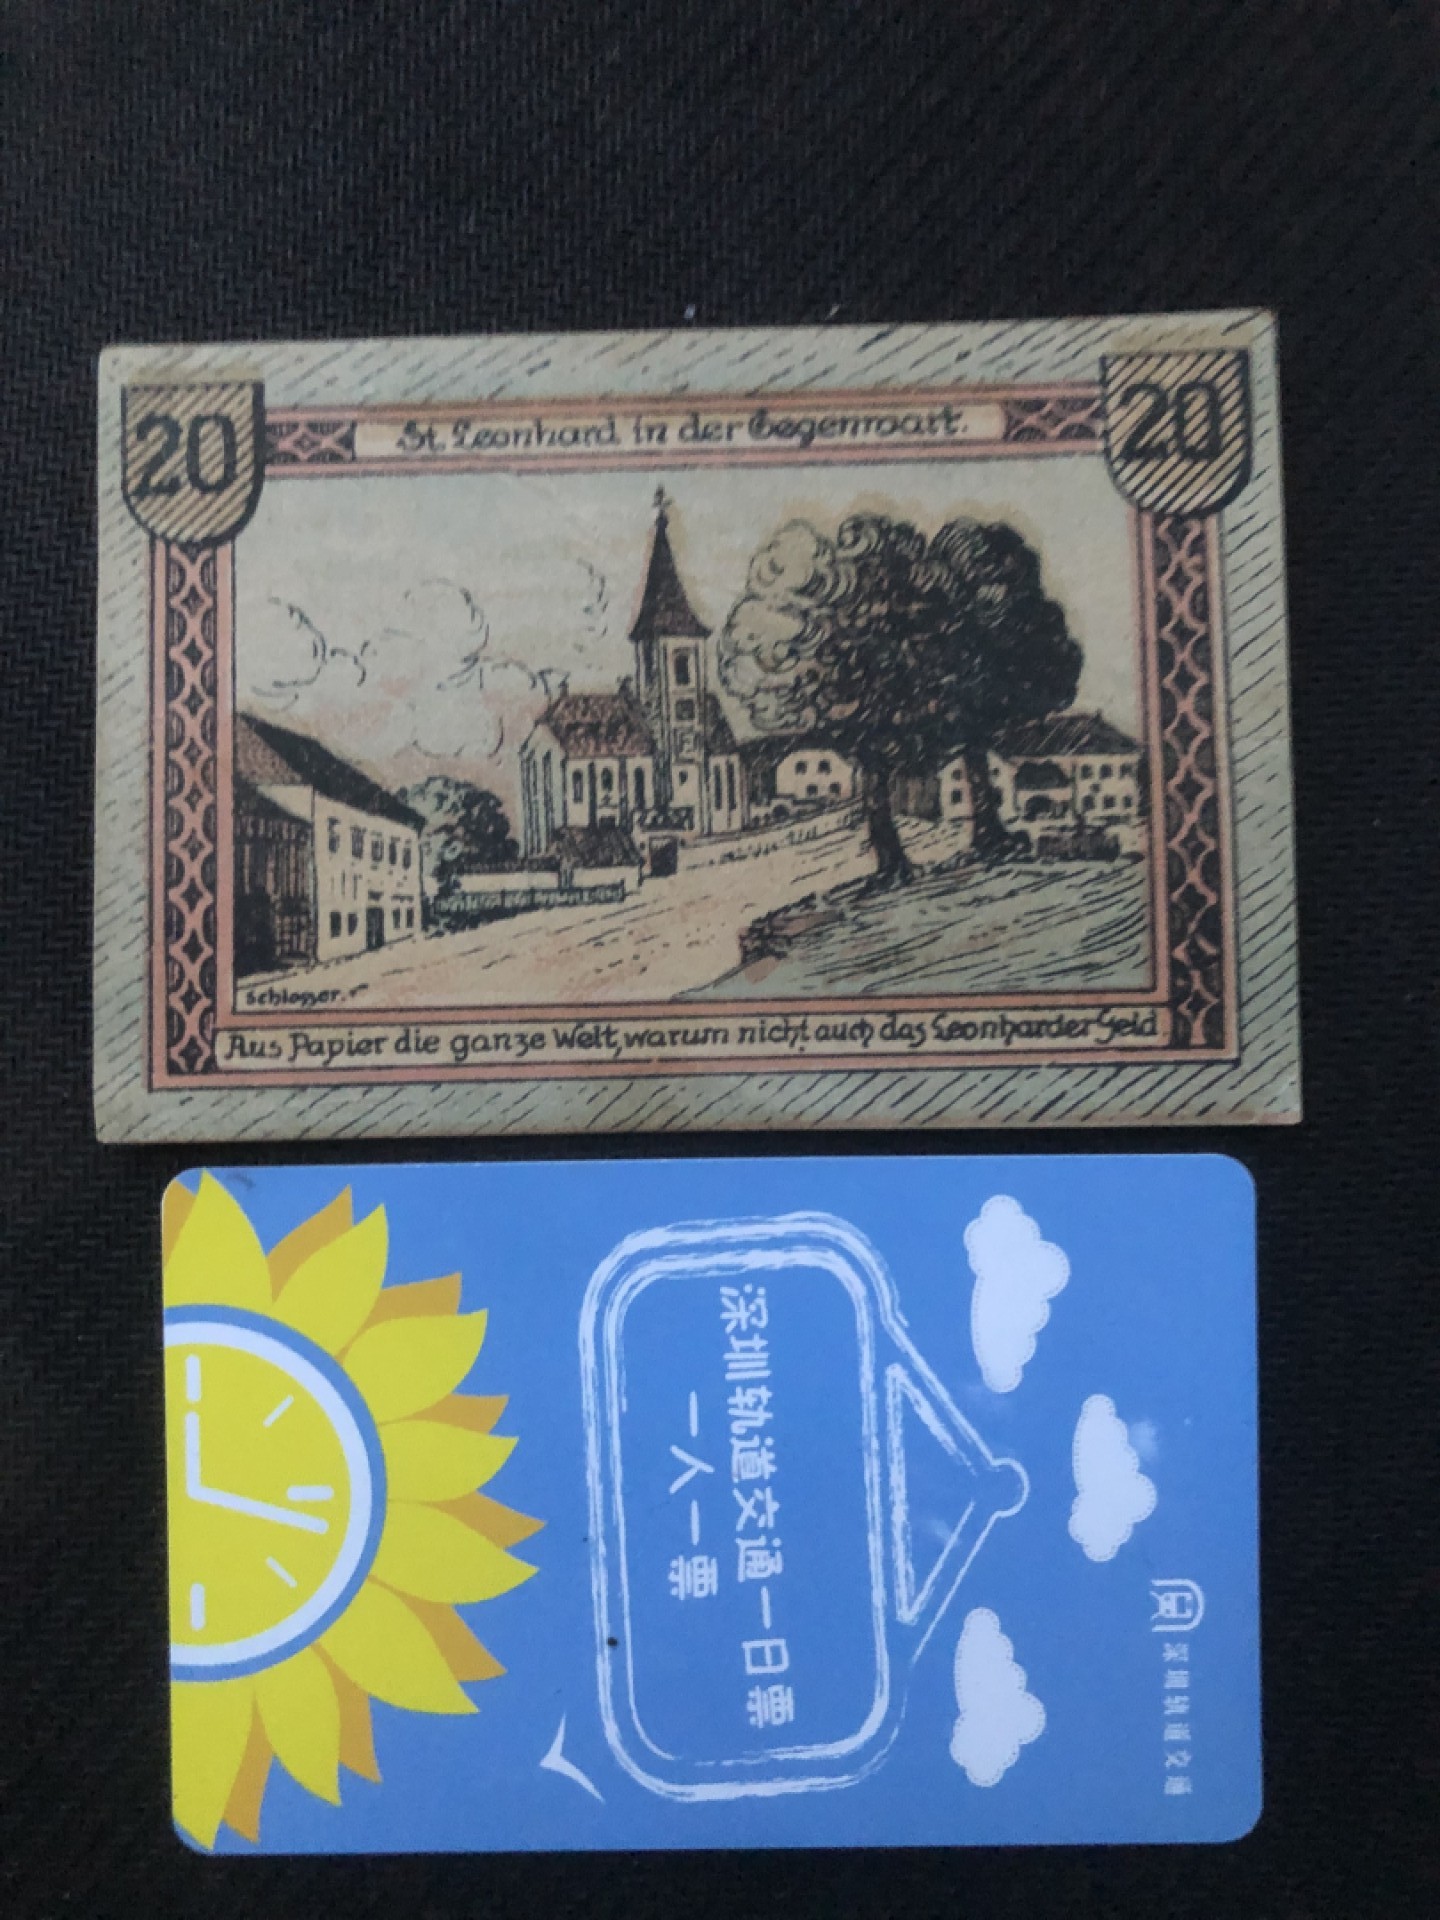 20
20
St. Leonhard in der Gegenwart.
Schlosser.
Aus Papier die ganze Welt, warum nicht auch das Leonharder Geld
深圳轨道交通一日票
一人一票
深圳轨道交通